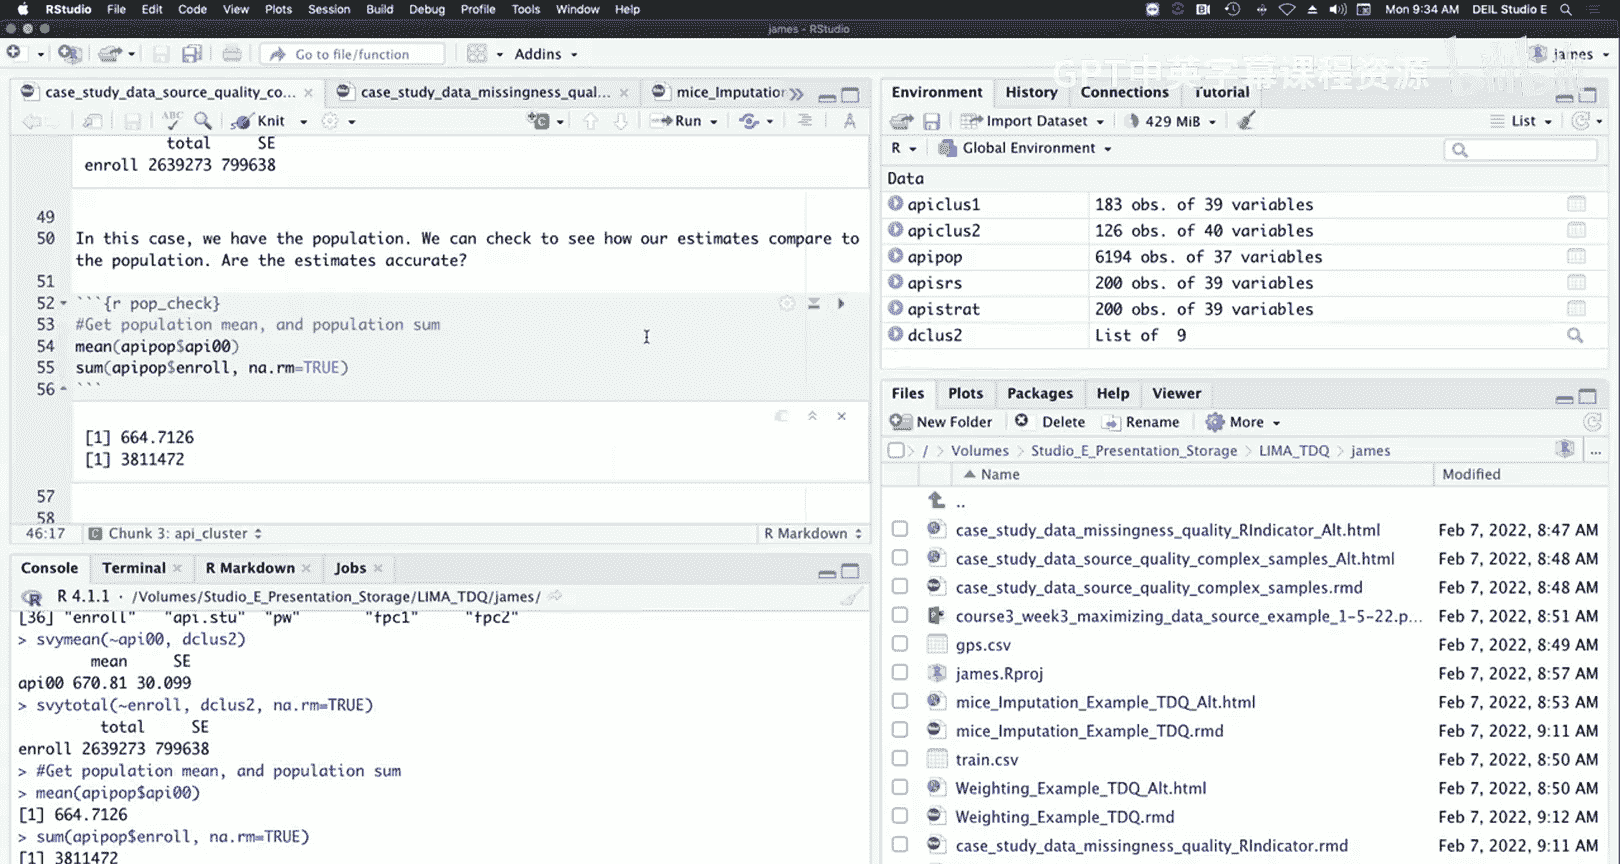 RStudio File Edit Code View Plots Session Build Debug Profile Tools Window Help Mon 9:34 AM DEIL Studio E
james - RStudio
Go to file/function Addins james
GPT中英字幕课程资源
case_study_data_source_quality_co... case_study_data_missingness_qual... mice_Imputation
Knit Run
total SE
enroll 2639273 799638
49
50 In this case, we have the population. We can check to see how our estimates compare to
the population. Are the estimates accurate?
51
52 ```{r pop_check}
53 #Get population mean, and population sum
54 mean(apipop$api00)
55 sum(apipop$enroll, na.rm=TRUE)
56 ```
[1] 664.7126
[1] 3811472
57
58
46:17 Chunk 3: api_cluster R Markdown
Console Terminal R Markdown Jobs
R 4.1.1 · /Volumes/Studio_E_Presentation_Storage/LIMA_TDQ/james/
[36] "enroll" "api.stu" "pw" "fpc1" "fpc2"
> svymean(~api00, dclus2)
mean SE
api00 670.81 30.099
> svytotal(~enroll, dclus2, na.rm=TRUE)
total SE
enroll 2639273 799638
> #Get population mean, and population sum
> mean(apipop$api00)
[1] 664.7126
> sum(apipop$enroll, na.rm=TRUE)
[1] 3811472
Environment History Connections Tutorial
Import Dataset 429 MiB List
R Global Environment
Data
apiclus1 183 obs. of 39 variables
apiclus2 126 obs. of 40 variables
apipop 6194 obs. of 37 variables
apisrs 200 obs. of 39 variables
apistrat 200 obs. of 39 variables
dclus2 List of 9
Files Plots Packages Help Viewer
New Folder Delete Rename More
/ Volumes Studio_E_Presentation_Storage LIMA_TDQ james ...
Name Modified
..
case_study_data_missingness_quality_RIndicator_Alt.html Feb 7, 2022, 8:47 AM
case_study_data_source_quality_complex_samples_Alt.html Feb 7, 2022, 8:48 AM
case_study_data_source_quality_complex_samples.rmd Feb 7, 2022, 8:48 AM
course3_week3_maximizing_data_source_example_1-5-22.p... Feb 7, 2022, 8:51 AM
gps.csv Feb 7, 2022, 8:49 AM
james.Rproj Feb 7, 2022, 8:57 AM
mice_Imputation_Example_TDQ_Alt.html Feb 7, 2022, 8:53 AM
mice_Imputation_Example_TDQ.rmd Feb 7, 2022, 9:11 AM
train.csv Feb 7, 2022, 8:50 AM
Weighting_Example_TDQ_Alt.html Feb 7, 2022, 8:50 AM
Weighting_Example_TDQ.rmd Feb 7, 2022, 9:12 AM
case_study_data_missingness_quality_RIndicator.rmd Feb 7, 2022, 9:11 AM